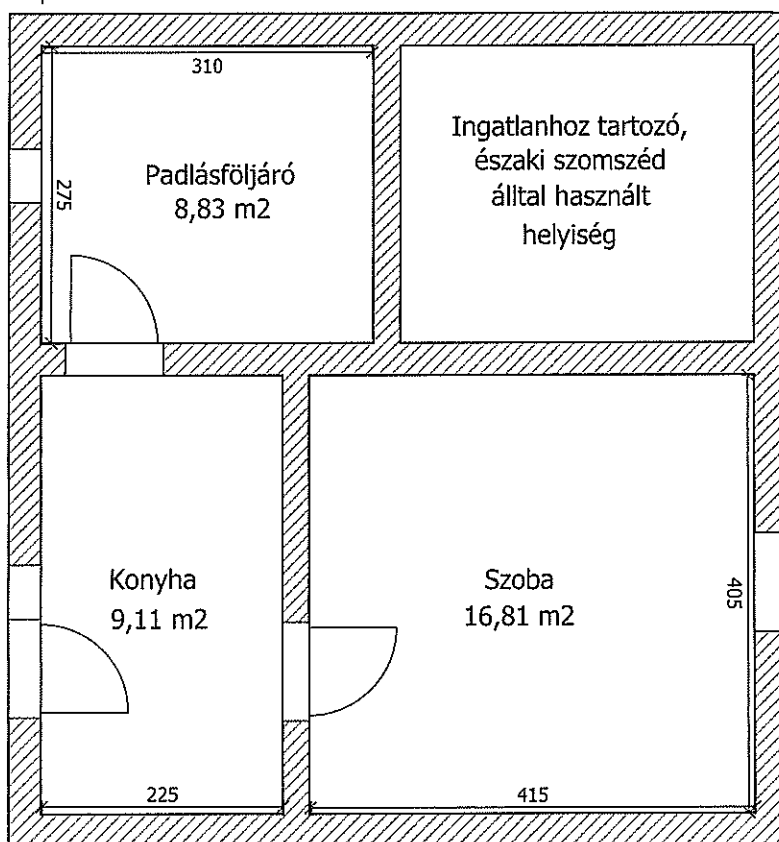 310
275
Padlásföljáró
8,83 m2
Ingatlanhoz tartozó,
északi szomszéd
álltal használt
helyiség
Konyha
9,11 m2
225
Szoba
16,81 m2
405
415